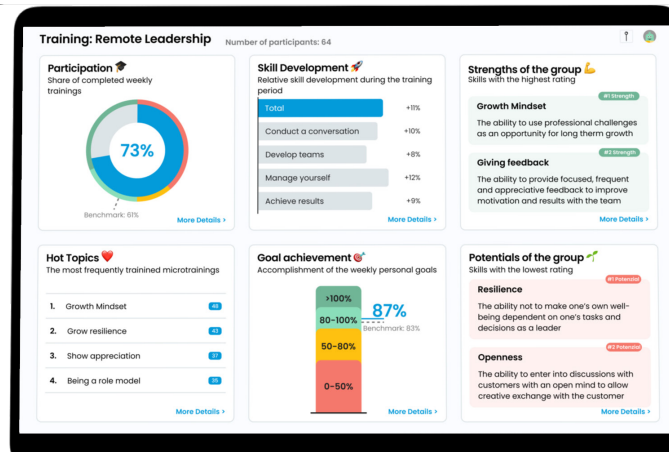 Training: Remote Leadership
Number of participants: 64
Participation
Share of completed weekly
trainings
73%
Benchmark: 61%
More Details >
Skill Development
Relative skill development during the training
period
Total +11%
Conduct a conversation +10%
Develop teams +8%
Manage yourself +12%
Achieve results +9%
More Details >
Strengths of the group
Skills with the highest rating
#1 Strength
Growth Mindset
The ability to use professional challenges
as an opportunity for long therm growth
#2 Strength
Giving feedback
The ability to provide focused, frequent
and appreciative feedback to improve
motivation and results with the team
More Details >
Hot Topics
The most frequently trainined microtrainings
1. Growth Mindset
2. Grow resilience 43
3. Show appreciation 37
4. Being a role model
More Details >
Goal achievement
Accomplishment of the weekly personal goals
>100%
80-100%
50-80%
0-50%
87%
Benchmark: 83%
More Details >
Potentials of the group
Skills with the lowest rating
#1 Potenzial
Resilience
The ability not to make one's own well-
being dependent on one's tasks and
decisions as a leader
#2 Potenzial
Openness
The ability to enter into discussions with
customers with an open mind to allow
creative exchange with the customer
More Details >